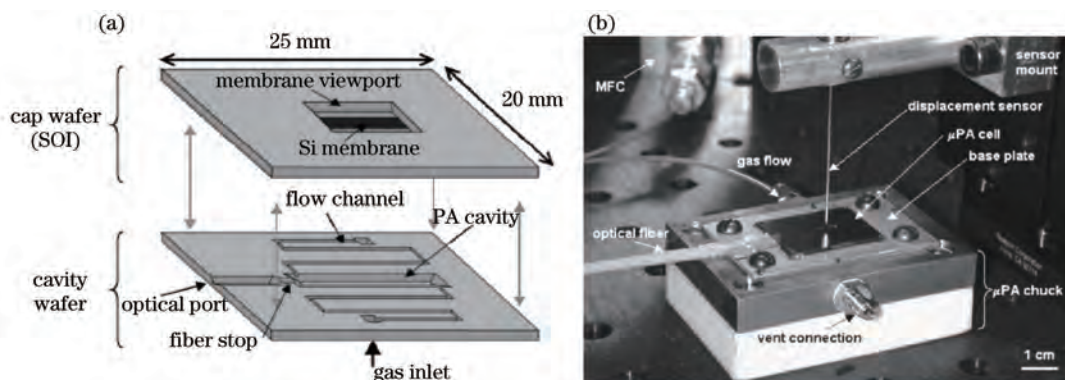 (a)
25 mm
membrane viewport
20 mm
cap wafer
(SOI)
Si membrane
flow channel
PA cavity
cavity
wafer
optical port
fiber stop
gas inlet
(b)
MFC
sensor
mount
displacement sensor
μPA cell
gas flow
base plate
optical fiber
μPA chuck
vent connection
1 cm